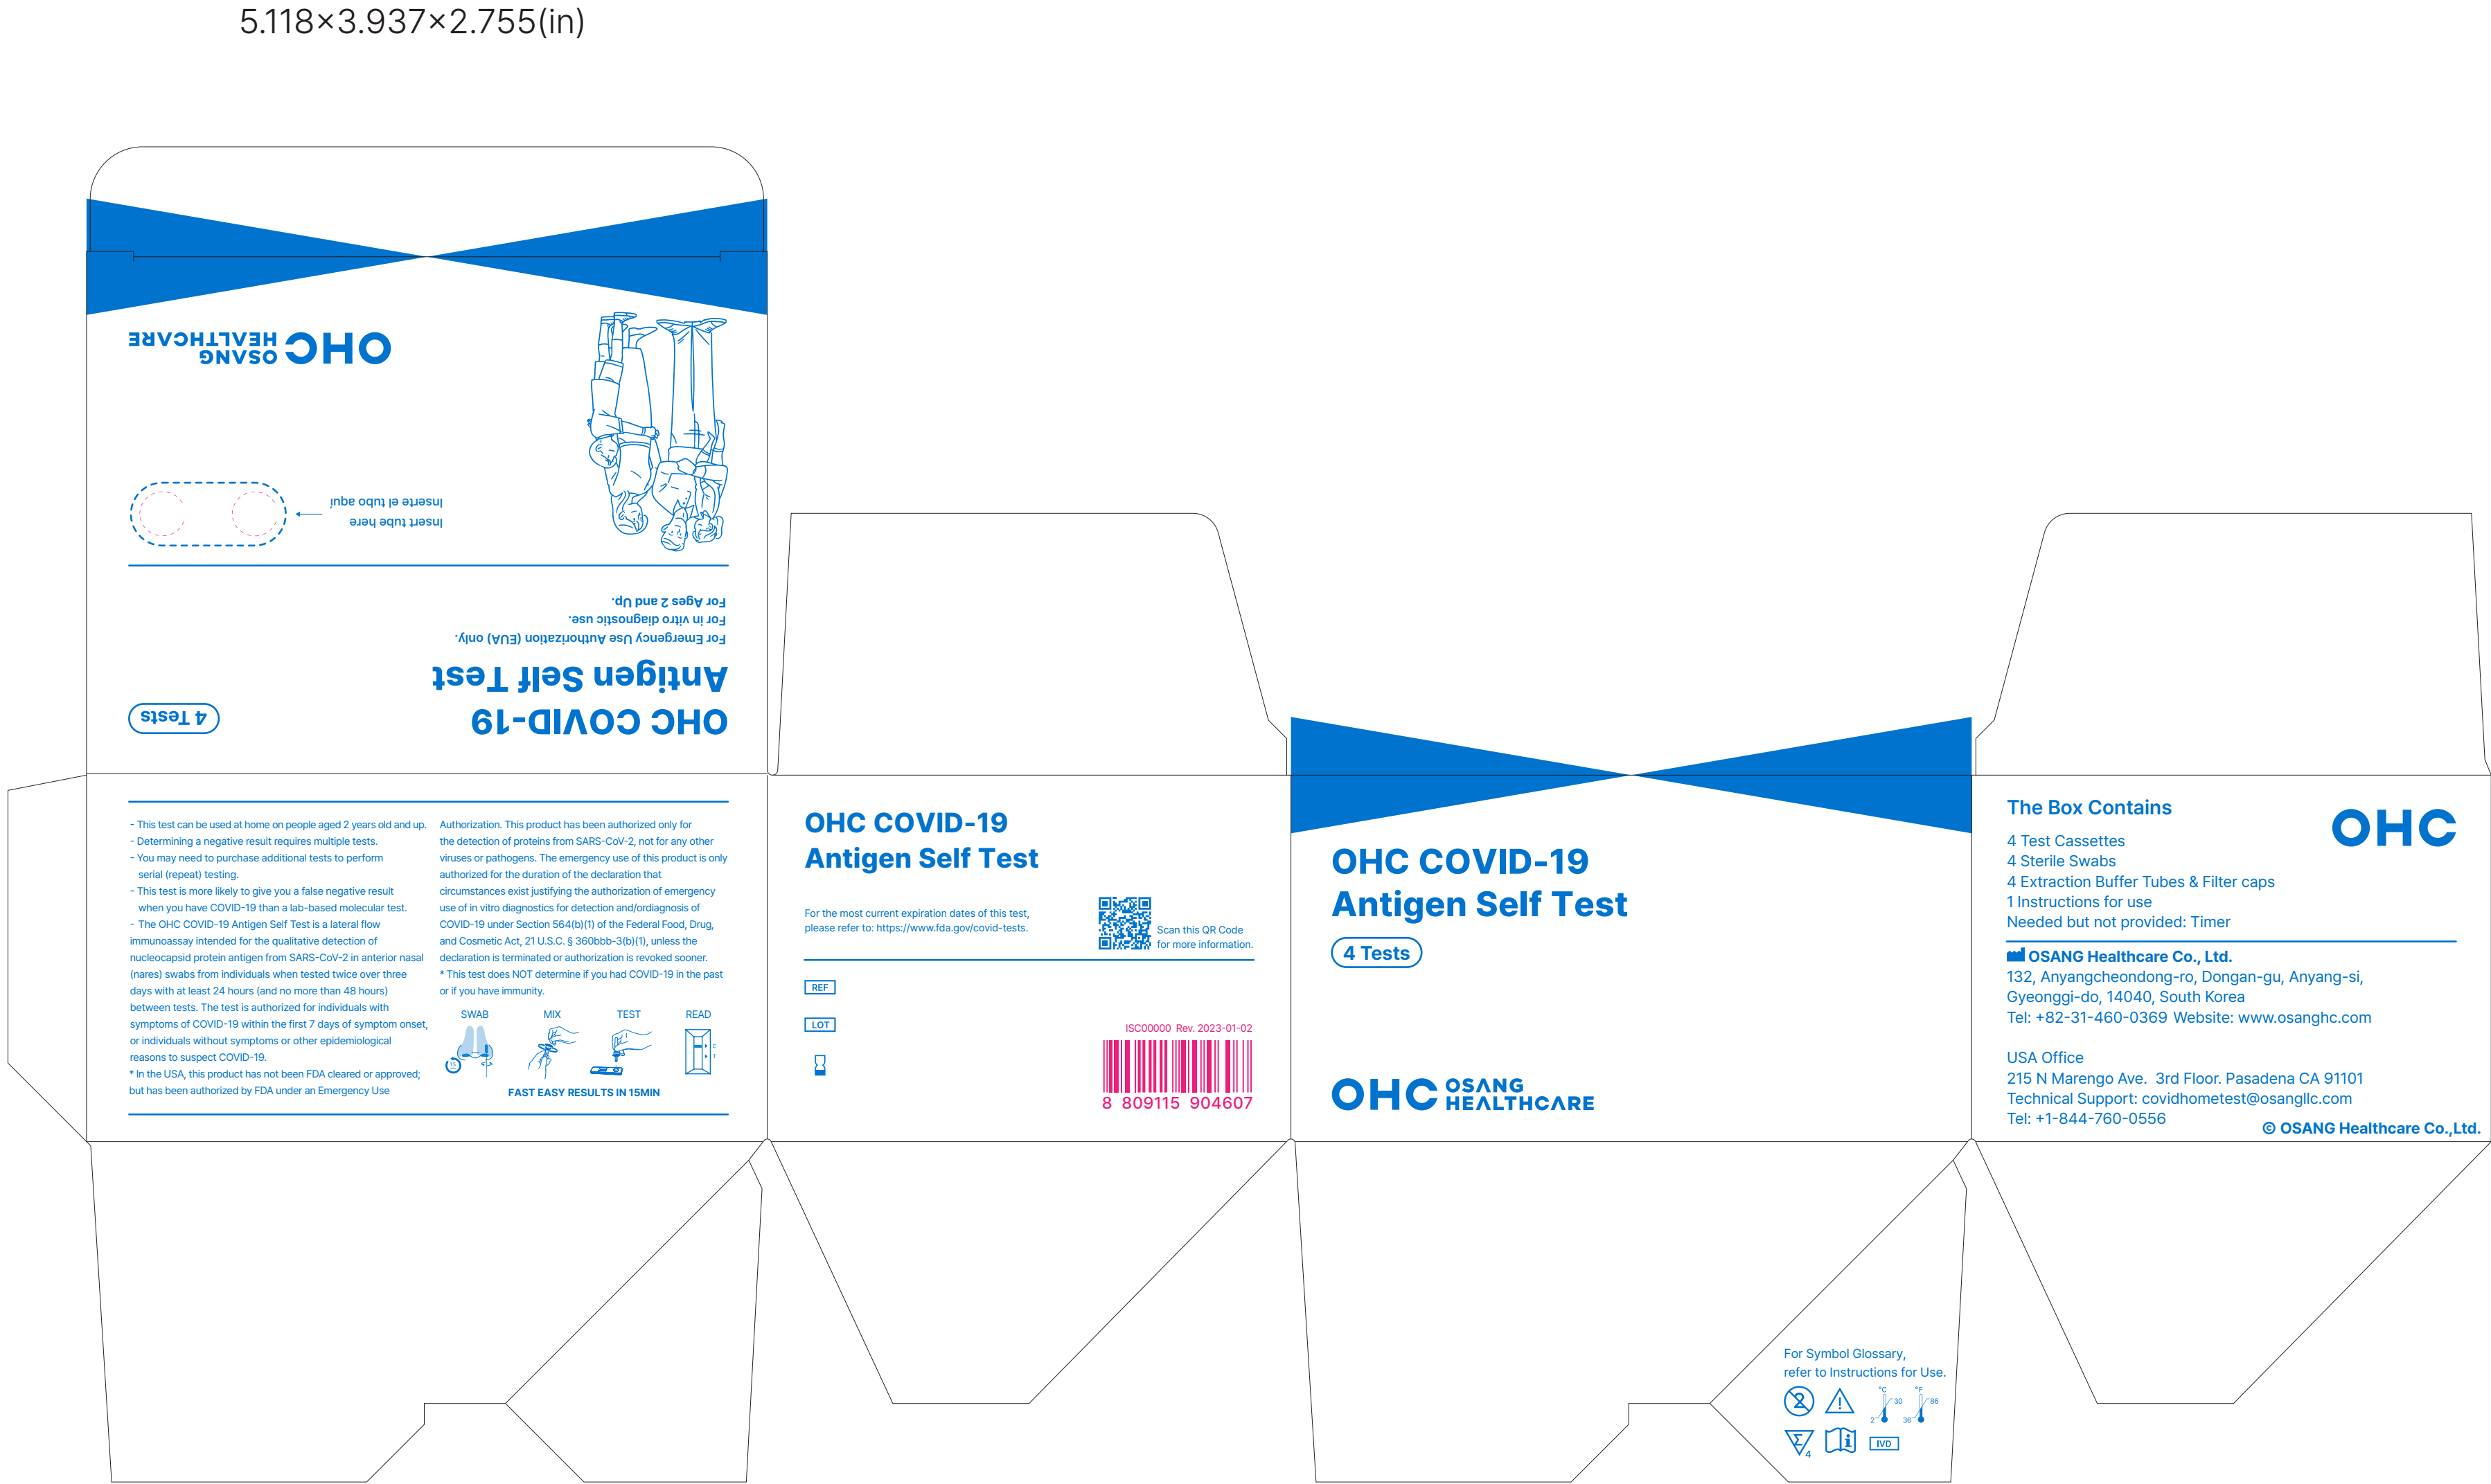 5.118×3.937×2.755(in)
OHC OSANG
HEALTHCARE
Insert tube here
Inserte el tubo aquí
OHC COVID-19
Antigen Self Test
4 Tests
For Emergency Use Authorization (EUA) only.
For in vitro diagnostic use.
For Ages 2 and Up.
- This test can be used at home on people aged 2 years old and up.
- Determining a negative result requires multiple tests.
- You may need to purchase additional tests to perform
serial (repeat) testing.
- This test is more likely to give you a false negative result
when you have COVID-19 than a lab-based molecular test.
- The OHC COVID-19 Antigen Self Test is a lateral flow
immunoassay intended for the qualitative detection of
nucleocapsid protein antigen from SARS-CoV-2 in anterior nasal
(nares) swabs from individuals when tested twice over three
days with at least 24 hours (and no more than 48 hours)
between tests. The test is authorized for individuals with
symptoms of COVID-19 within the first 7 days of symptom onset,
or individuals without symptoms or other epidemiological
reasons to suspect COVID-19.
* In the USA, this product has not been FDA cleared or approved;
but has been authorized by FDA under an Emergency Use
Authorization. This product has been authorized only for
the detection of proteins from SARS-CoV-2, not for any other
viruses or pathogens. The emergency use of this product is only
authorized for the duration of the declaration that
circumstances exist justifying the authorization of emergency
use of in vitro diagnostics for detection and/ordiagnosis of
COVID-19 under Section 564(b)(1) of the Federal Food, Drug,
and Cosmetic Act, 21 U.S.C. § 360bbb-3(b)(1), unless the
declaration is terminated or authorization is revoked sooner.
* This test does NOT determine if you had COVID-19 in the past
or if you have immunity.
SWAB MIX TEST READ
15
C
T
FAST EASY RESULTS IN 15MIN
OHC COVID-19
Antigen Self Test
For the most current expiration dates of this test,
please refer to: https://www.fda.gov/covid-tests.
Scan this QR Code
for more information.
REF
LOT
ISC00000 Rev. 2023-01-02
8 809115 904607
OHC COVID-19
Antigen Self Test
4 Tests
OHC OSANG
HEALTHCARE
The Box Contains
OHC
4 Test Cassettes
4 Sterile Swabs
4 Extraction Buffer Tubes & Filter caps
1 Instructions for use
Needed but not provided: Timer
OSANG Healthcare Co., Ltd.
132, Anyangcheondong-ro, Dongan-gu, Anyang-si,
Gyeonggi-do, 14040, South Korea
Tel: +82-31-460-0369 Website: www.osanghc.com
USA Office
215 N Marengo Ave. 3rd Floor. Pasadena CA 91101
Technical Support: covidhometest@osangllc.com
Tel: +1-844-760-0556
© OSANG Healthcare Co.,Ltd.
For Symbol Glossary,
refer to Instructions for Use.
2
°C 30 2
°F 86 36
Σ 4
i
IVD